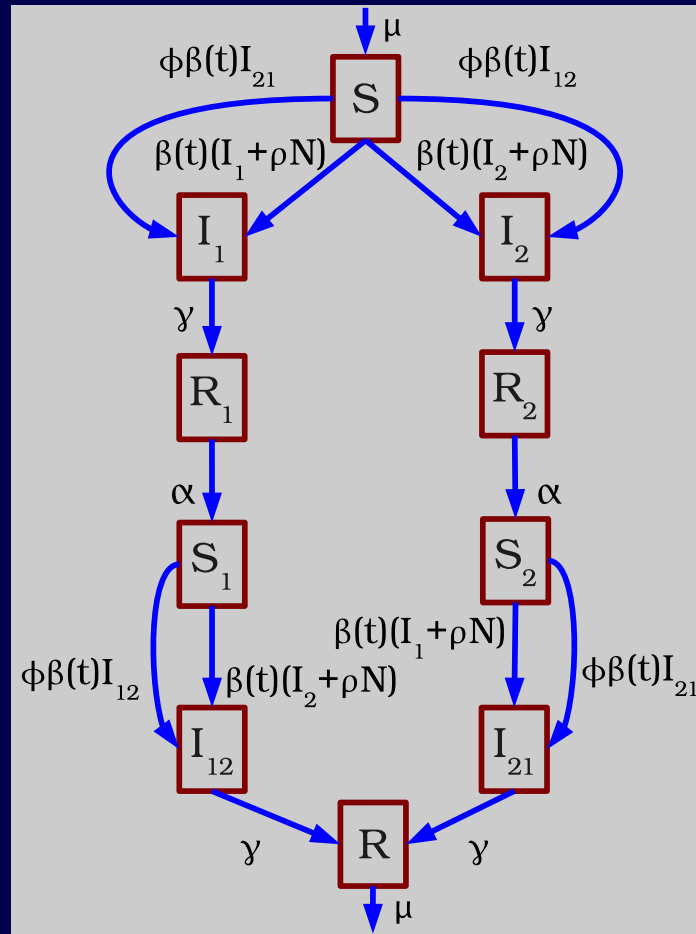 μ
ϕβ(t)I₂₁
ϕβ(t)I₁₂
S
β(t)(I₁+ρN)
β(t)(I₂+ρN)
I₁
I₂
γ
γ
R₁
R₂
α
α
S₁
S₂
β(t)(I₁+ρN)
ϕβ(t)I₁₂
β(t)(I₂+ρN)
ϕβ(t)I₂₁
I₁₂
I₂₁
γ
R
γ
μ